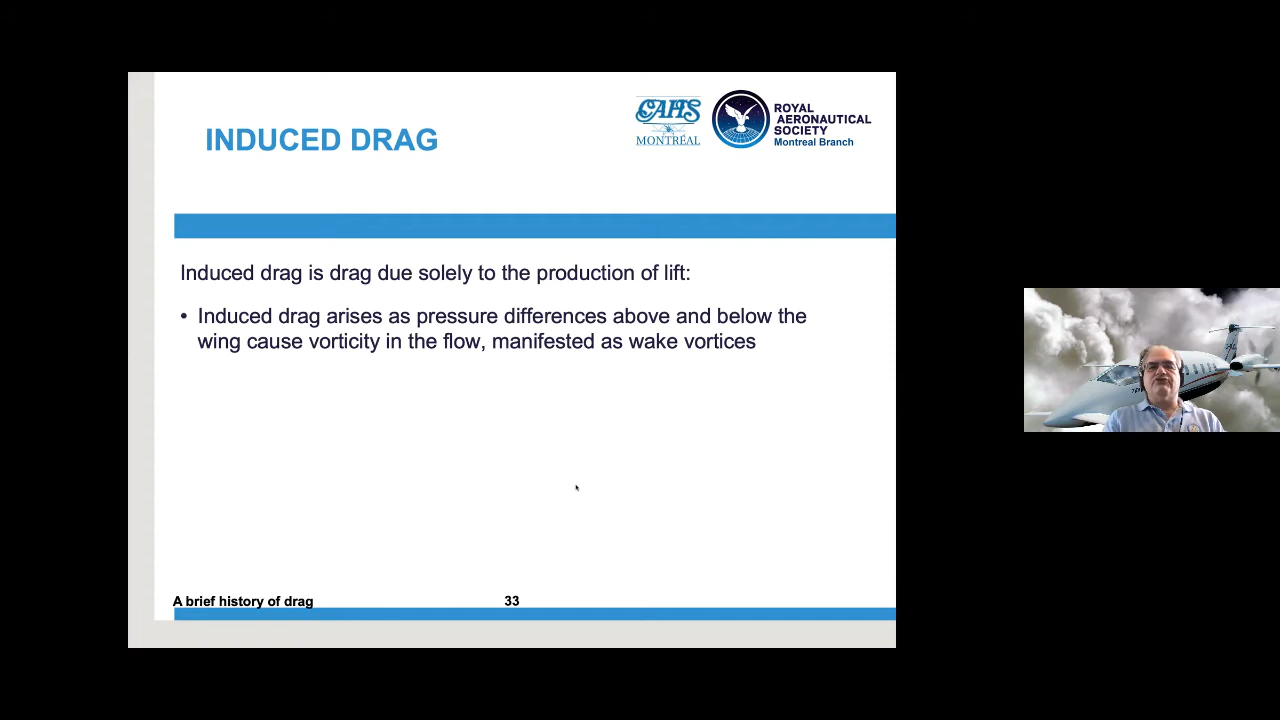 CAHS
MONTRÉAL
ROYAL
AERONAUTICAL
SOCIETY
Montreal Branch
INDUCED DRAG
Induced drag is drag due solely to the production of lift:
• Induced drag arises as pressure differences above and below the
wing cause vorticity in the flow, manifested as wake vortices
A brief history of drag
33